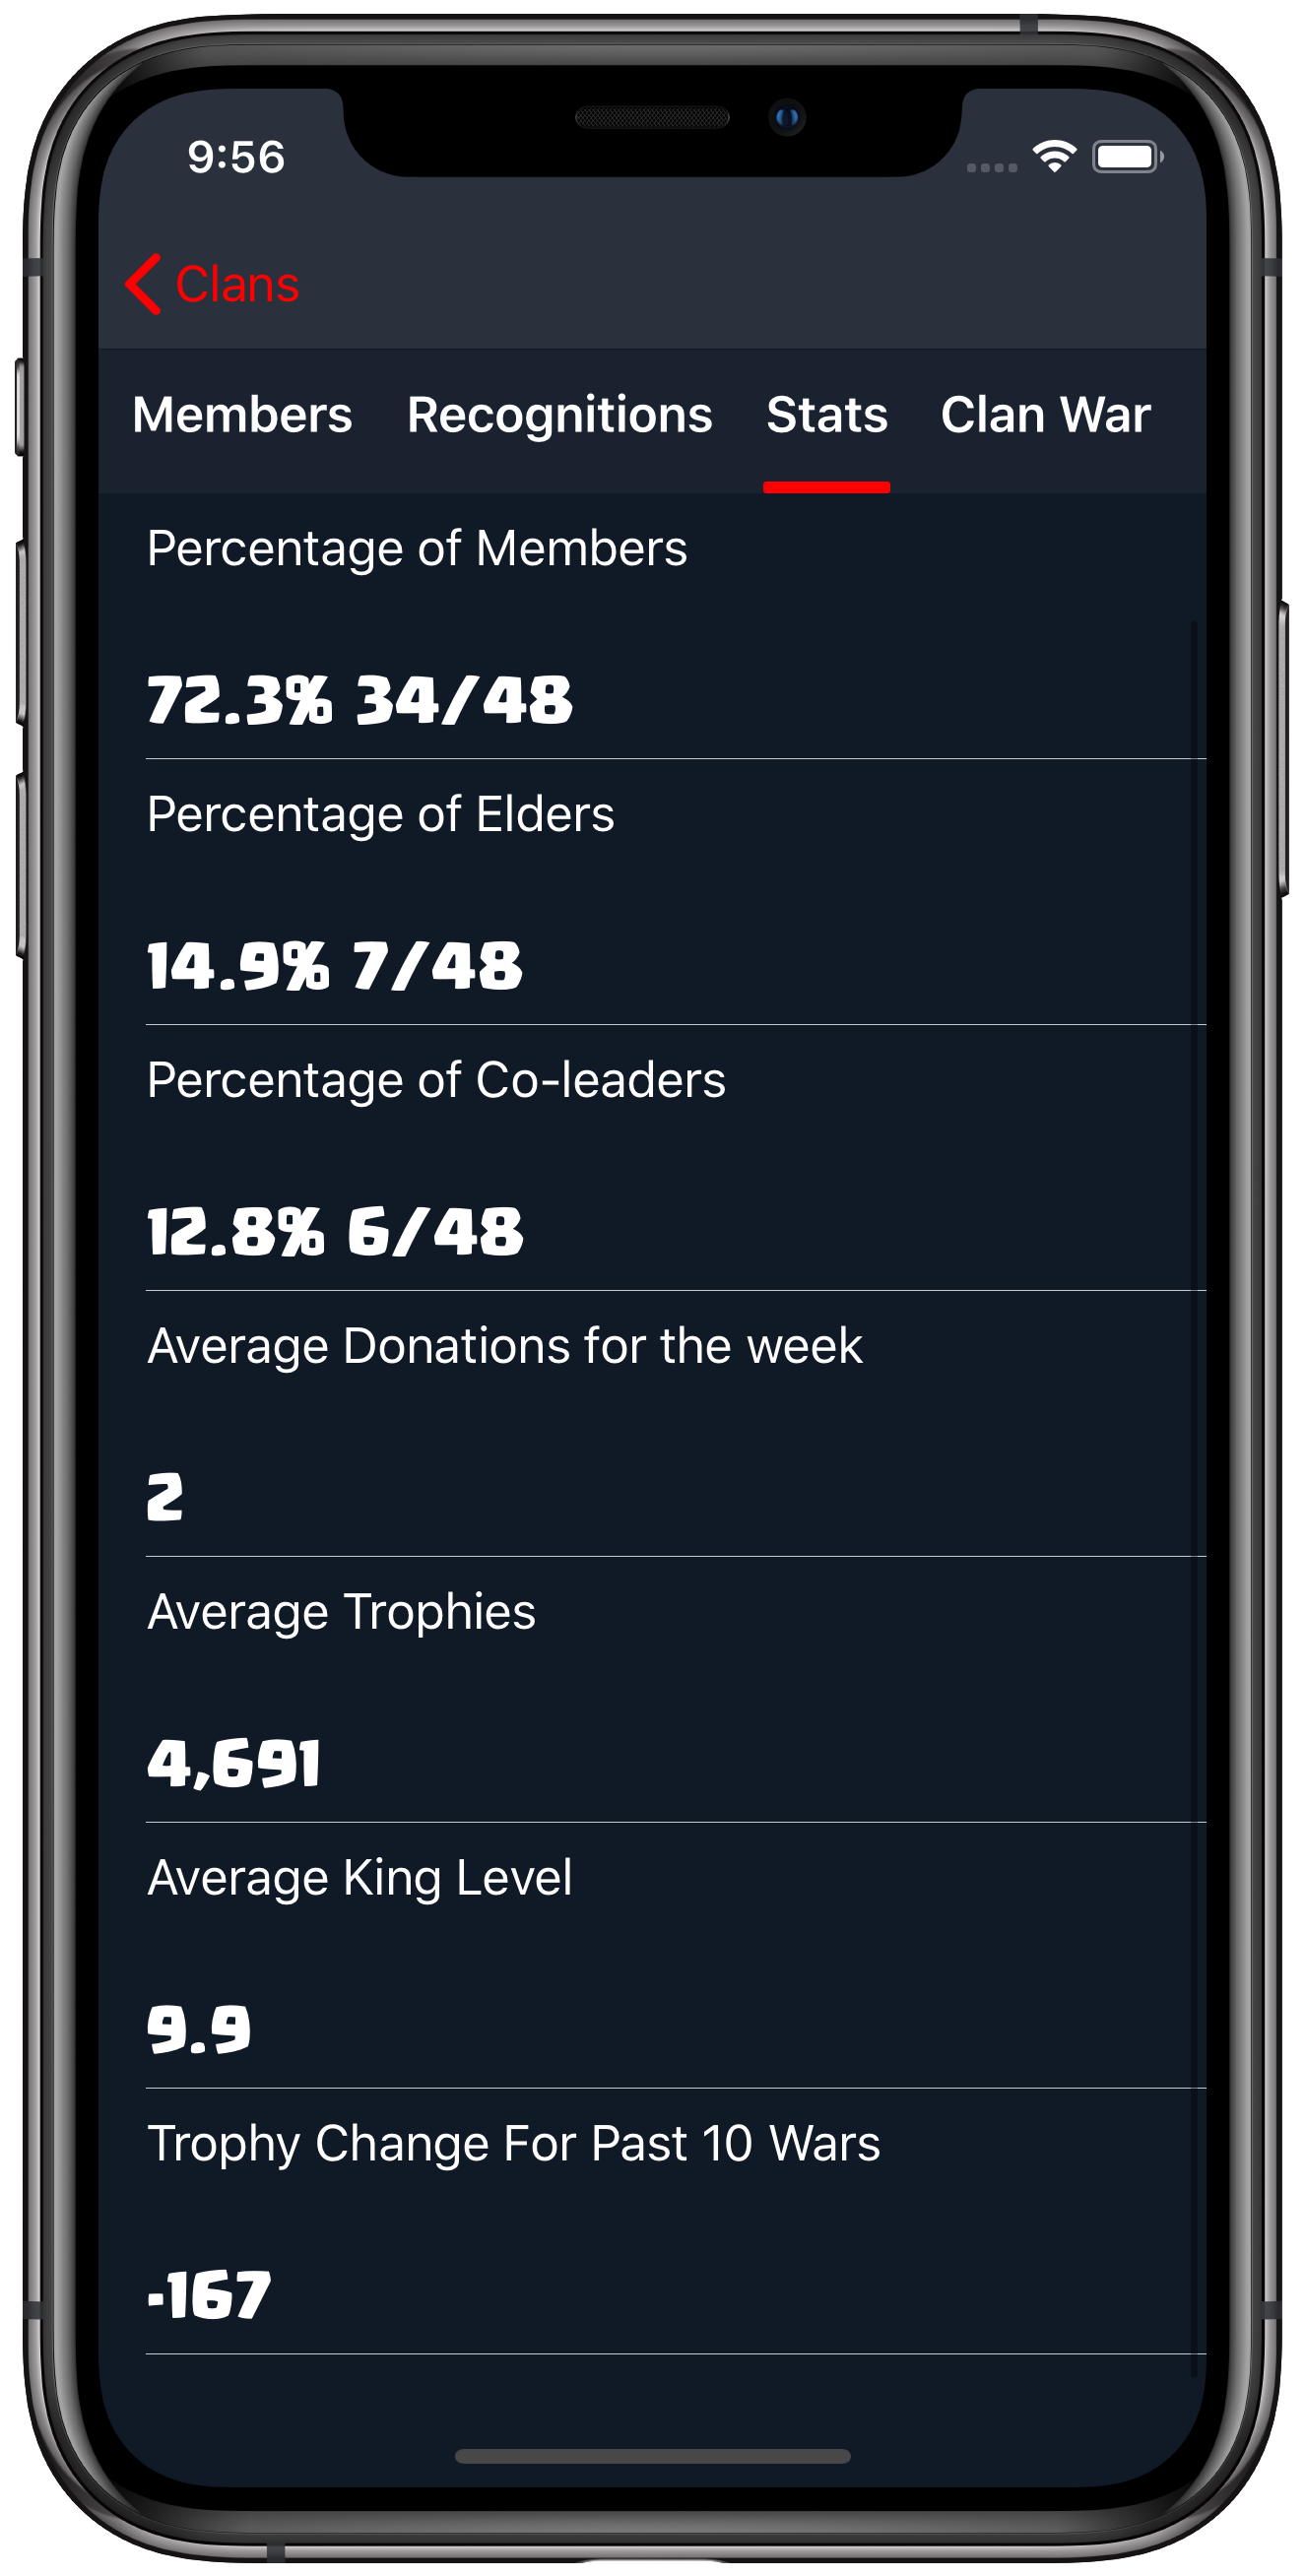 9:56
Clans
Members Recognitions Stats Clan War
Percentage of Members
72.3% 34/48
Percentage of Elders
14.9% 7/48
Percentage of Co-leaders
12.8% 6/48
Average Donations for the week
2
Average Trophies
4,691
Average King Level
9.9
Trophy Change For Past 10 Wars
-167